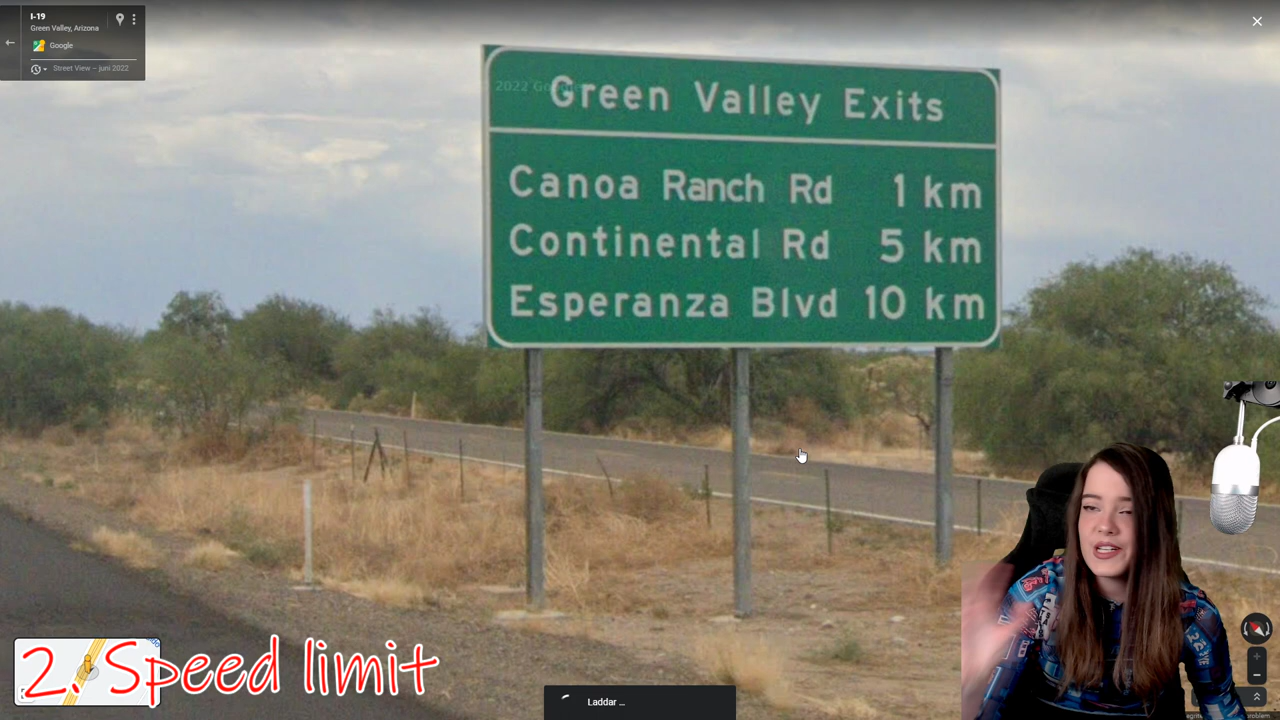 I-19
Green Valley, Arizona
Google
Street View – juni 2022
2022 Google
Green Valley Exits
Canoa Ranch Rd 1 km
Continental Rd 5 km
Esperanza Blvd 10 km
2. Speed limit
Laddar ...
problem